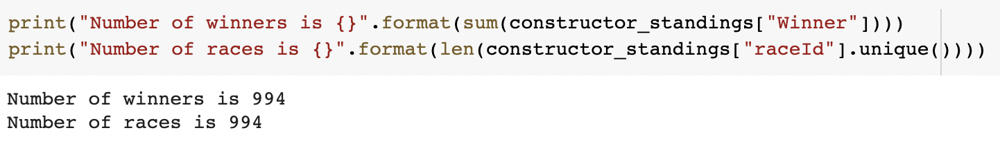 print("Number of winners is {}".format(sum(constructor_standings["Winner"])))
print("Number of races is {}".format(len(constructor_standings["raceId"].unique())))
Number of winners is 994
Number of races is 994